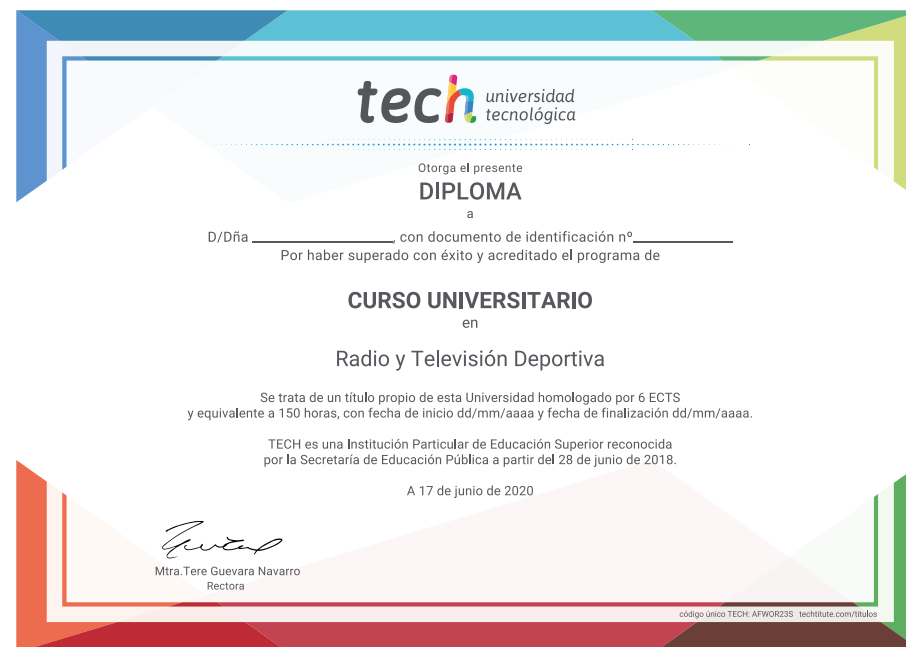 tech universidad
tecnológica
Otorga el presente
DIPLOMA
a
D/Dña ____________________, con documento de identificación nº______________
Por haber superado con éxito y acreditado el programa de
CURSO UNIVERSITARIO
en
Radio y Televisión Deportiva
Se trata de un título propio de esta Universidad homologado por 6 ECTS
y equivalente a 150 horas, con fecha de inicio dd/mm/aaaa y fecha de finalización dd/mm/aaaa.
TECH es una Institución Particular de Educación Superior reconocida
por la Secretaría de Educación Pública a partir del 28 de junio de 2018.
A 17 de junio de 2020
Mtra.Tere Guevara Navarro
Rectora
código único TECH: AFWOR23S techtitute.com/titulos